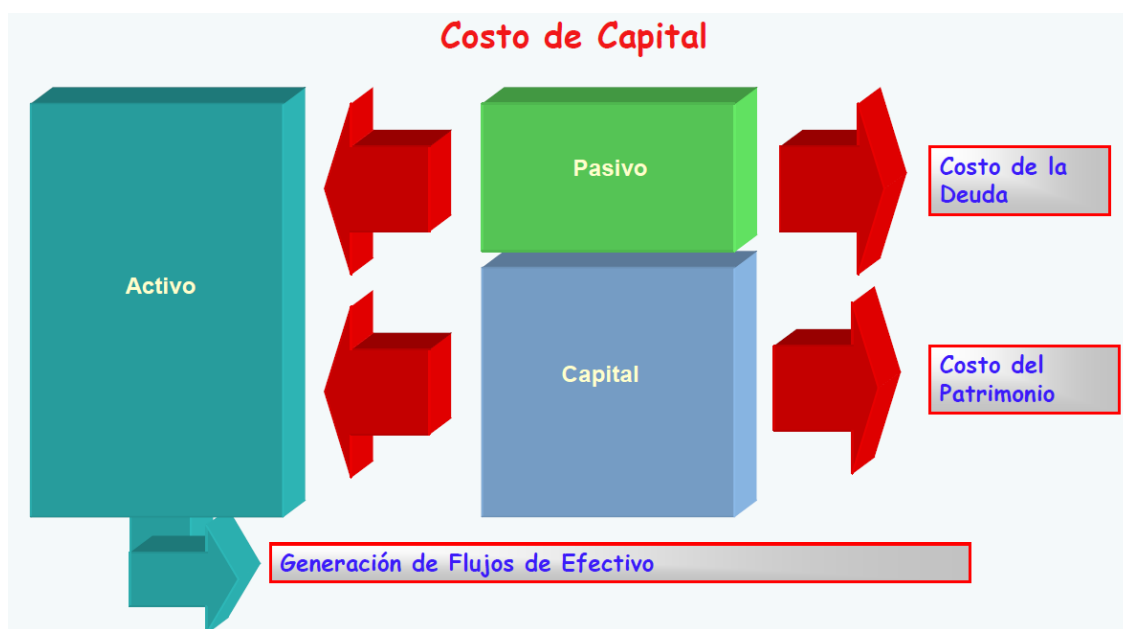 Costo de Capital
Activo
Pasivo
Capital
Costo de la
Deuda
Costo del
Patrimonio
Generación de Flujos de Efectivo